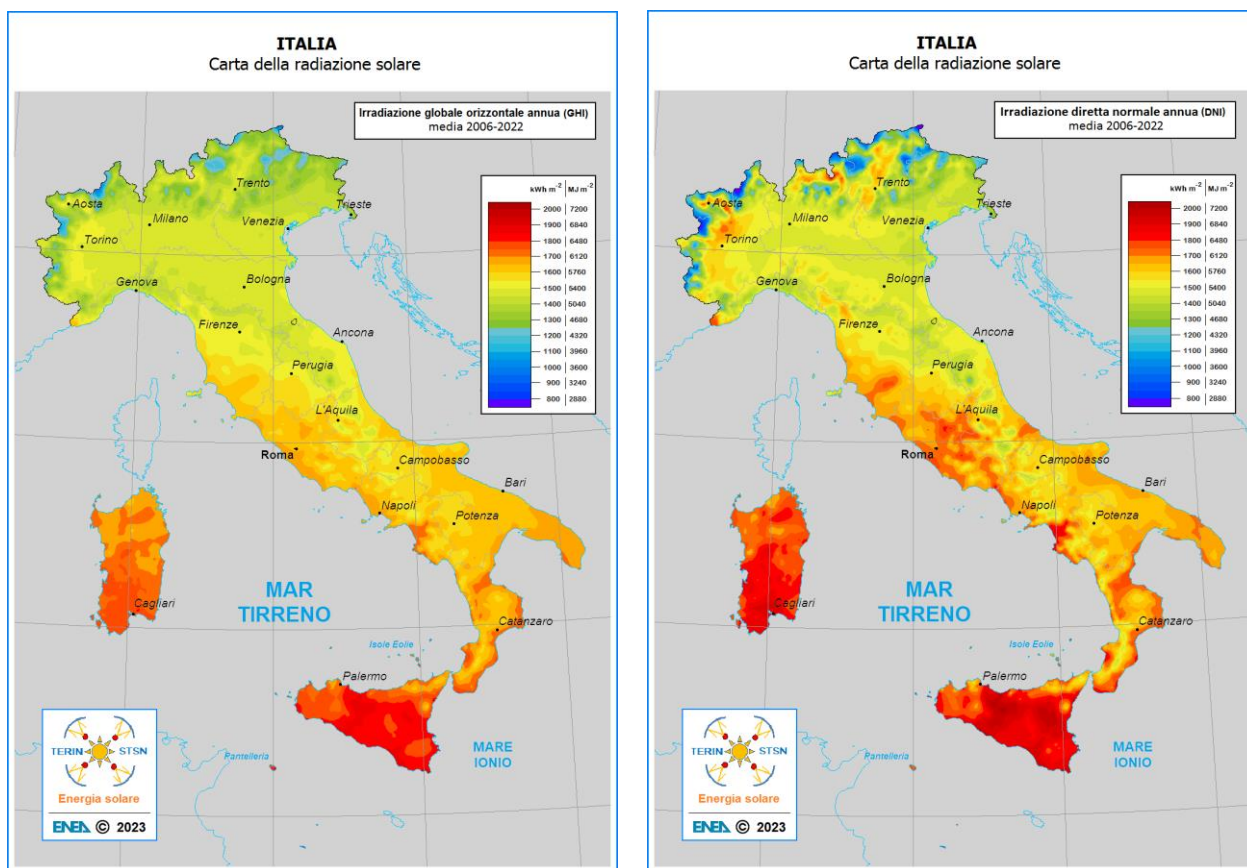 ITALIA
Carta della radiazione solare
Irradiazione globale orizzontale annua (GHI)
media 2006-2022
kWh m⁻² MJ m⁻²
2000 7200
1900 6840
1800 6480
1700 6120
1600 5760
1500 5400
1400 5040
1300 4680
1200 4320
1100 3960
1000 3600
900 3240
800 2880
Trento
Aosta
Milano
Venezia
Trieste
Torino
Genova
Bologna
Firenze
Ancona
Perugia
L'Aquila
Roma
Campobasso
Bari
Napoli
Potenza
MAR
TIRRENO
Cagliari
Catanzaro
Isole Eolie
Palermo
MARE
IONIO
Pantelleria
TERIN STSN
Energia solare
ENEA © 2023
ITALIA
Carta della radiazione solare
Irradiazione diretta normale annua (DNI)
media 2006-2022
kWh m⁻² MJ m⁻²
2000 7200
1900 6840
1800 6480
1700 6120
1600 5760
1500 5400
1400 5040
1300 4680
1200 4320
1100 3960
1000 3600
900 3240
800 2880
Trento
Aosta
Milano
Venezia
Trieste
Torino
Genova
Bologna
Firenze
Ancona
Perugia
L'Aquila
Roma
Campobasso
Bari
Napoli
Potenza
MAR
TIRRENO
Cagliari
Catanzaro
Isole Eolie
Palermo
MARE
IONIO
Pantelleria
TERIN STSN
Energia solare
ENEA © 2023